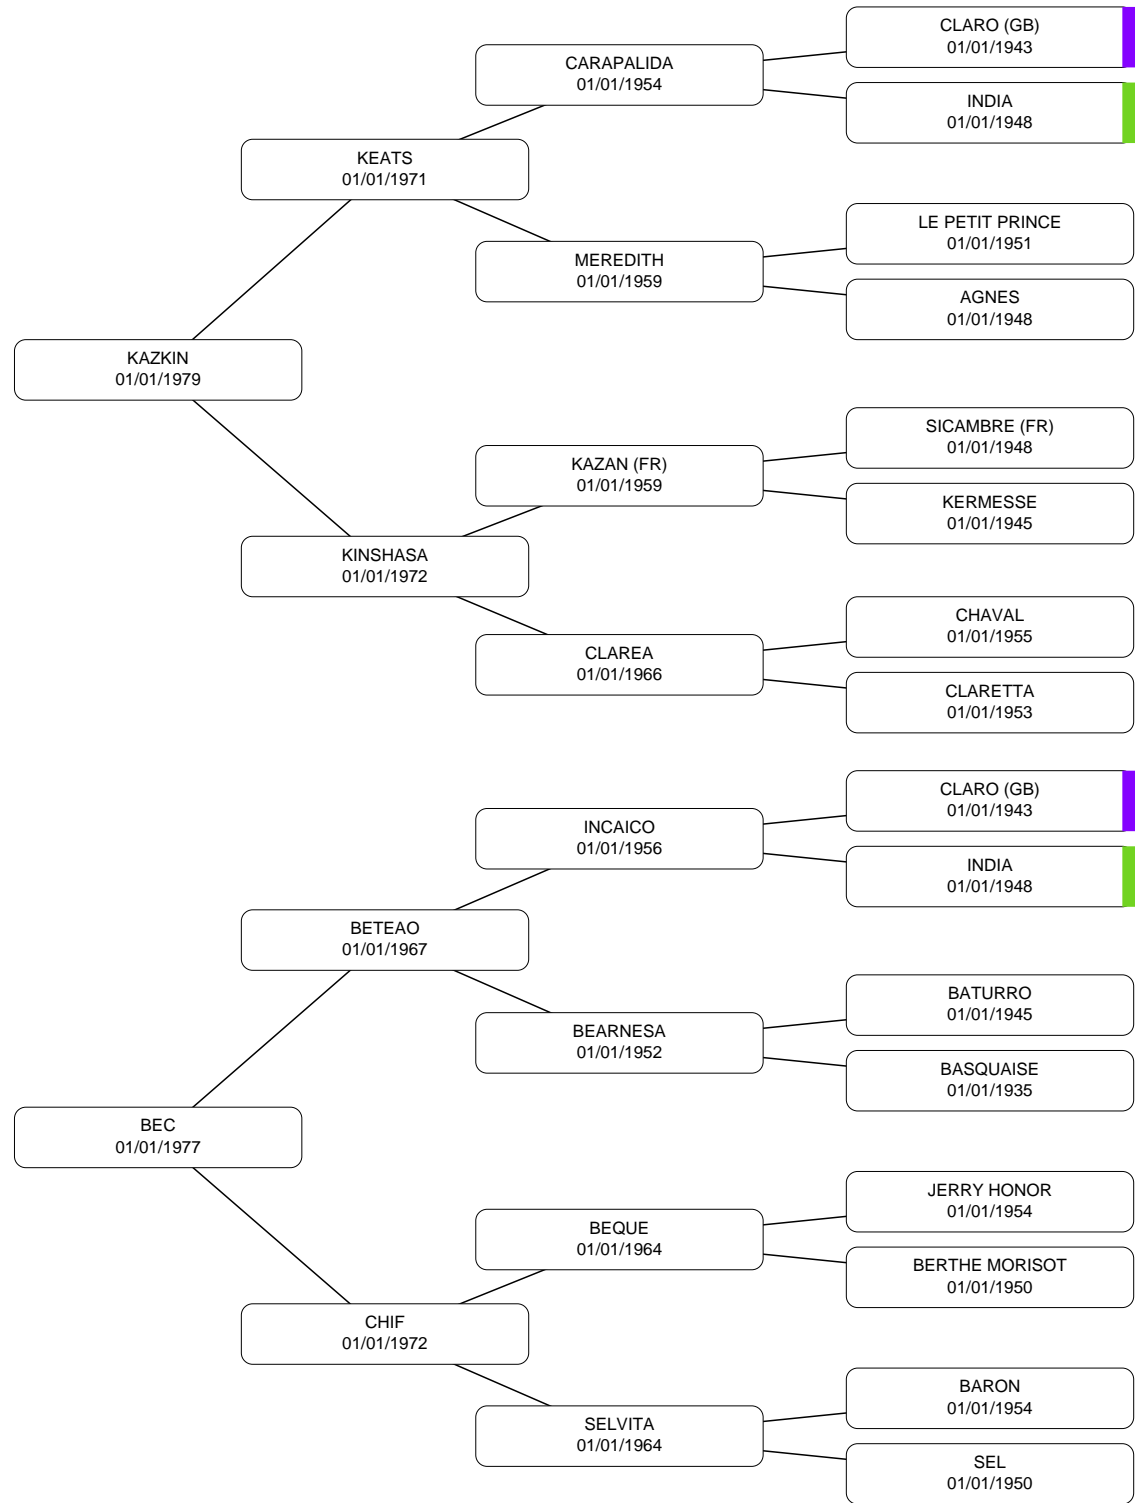 CLARO (GB)
01/01/1943
CARAPALIDA
01/01/1954
INDIA
01/01/1948
KEATS
01/01/1971
LE PETIT PRINCE
01/01/1951
MEREDITH
01/01/1959
AGNES
01/01/1948
KAZKIN
01/01/1979
SICAMBRE (FR)
01/01/1948
KAZAN (FR)
01/01/1959
KERMESSE
01/01/1945
KINSHASA
01/01/1972
CHAVAL
01/01/1955
CLAREA
01/01/1966
CLARETTA
01/01/1953
CLARO (GB)
01/01/1943
INCAICO
01/01/1956
INDIA
01/01/1948
BETEAO
01/01/1967
BATURRO
01/01/1945
BEARNESA
01/01/1952
BASQUAISE
01/01/1935
BEC
01/01/1977
JERRY HONOR
01/01/1954
BEQUE
01/01/1964
BERTHE MORISOT
01/01/1950
CHIF
01/01/1972
BARON
01/01/1954
SELVITA
01/01/1964
SEL
01/01/1950